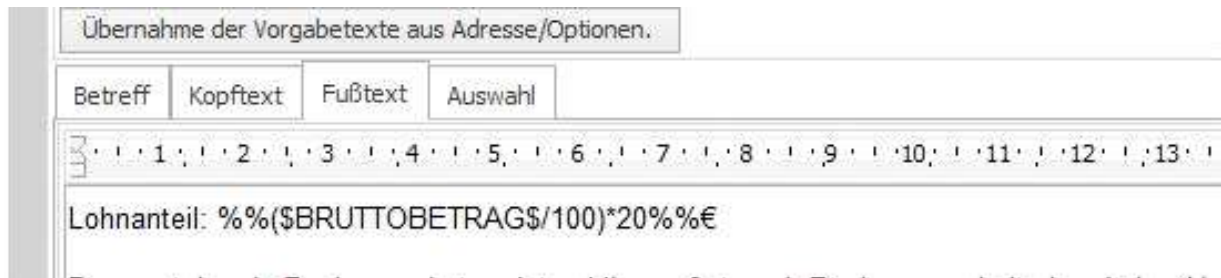 Übernahme der Vorgabetexte aus Adresse/Optionen.
Betreff Kopftext Fußtext Auswahl
1 2 3 4 5 6 7 8 9 10 11 12 13
Lohnanteil: %%($BRUTTOBETRAG$/100)*20%%€